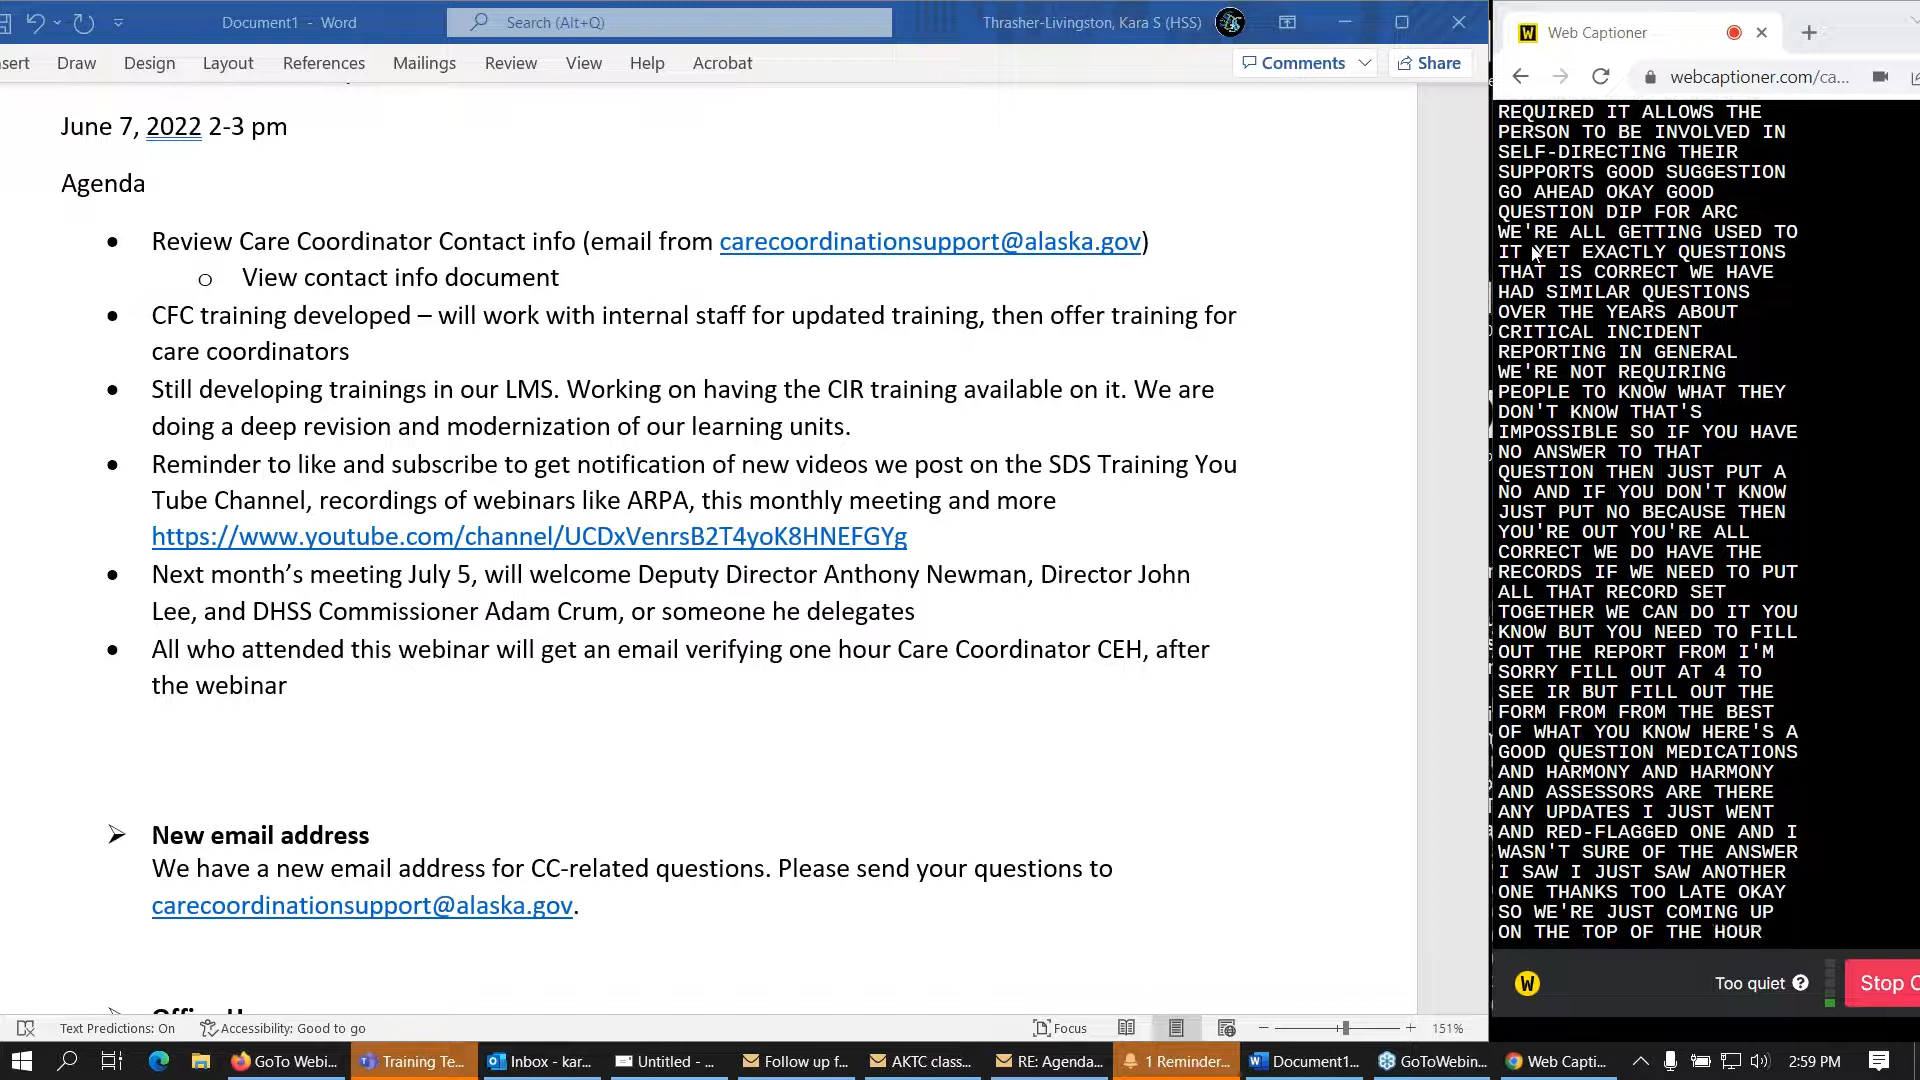 Document1 - Word
Search (Alt+Q)
Thrasher-Livingston, Kara S (HSS)
sert Draw Design Layout References Mailings Review View Help Acrobat
Comments Share
June 7, 2022 2-3 pm
Agenda
• Review Care Coordinator Contact info (email from carecoordinationsupport@alaska.gov)
o View contact info document
• CFC training developed – will work with internal staff for updated training, then offer training for
care coordinators
• Still developing trainings in our LMS. Working on having the CIR training available on it. We are
doing a deep revision and modernization of our learning units.
• Reminder to like and subscribe to get notification of new videos we post on the SDS Training You
Tube Channel, recordings of webinars like ARPA, this monthly meeting and more
https://www.youtube.com/channel/UCDxVenrsB2T4yoK8HNEFGYg
• Next month’s meeting July 5, will welcome Deputy Director Anthony Newman, Director John
Lee, and DHSS Commissioner Adam Crum, or someone he delegates
• All who attended this webinar will get an email verifying one hour Care Coordinator CEH, after
the webinar
➢ New email address
We have a new email address for CC-related questions. Please send your questions to
carecoordinationsupport@alaska.gov.
Text Predictions: On Accessibility: Good to go
Focus 151%
W Web Captioner
webcaptioner.com/ca...
REQUIRED IT ALLOWS THE
PERSON TO BE INVOLVED IN
SELF-DIRECTING THEIR
SUPPORTS GOOD SUGGESTION
GO AHEAD OKAY GOOD
QUESTION DIP FOR ARC
WE'RE ALL GETTING USED TO
IT YET EXACTLY QUESTIONS
THAT IS CORRECT WE HAVE
HAD SIMILAR QUESTIONS
OVER THE YEARS ABOUT
CRITICAL INCIDENT
REPORTING IN GENERAL
WE'RE NOT REQUIRING
PEOPLE TO KNOW WHAT THEY
DON'T KNOW THAT'S
IMPOSSIBLE SO IF YOU HAVE
NO ANSWER TO THAT
QUESTION THEN JUST PUT A
NO AND IF YOU DON'T KNOW
JUST PUT NO BECAUSE THEN
YOU'RE OUT YOU'RE ALL
CORRECT WE DO HAVE THE
RECORDS IF WE NEED TO PUT
ALL THAT RECORD SET
TOGETHER WE CAN DO IT YOU
KNOW BUT YOU NEED TO FILL
OUT THE REPORT FROM I'M
SORRY FILL OUT AT 4 TO
SEE IR BUT FILL OUT THE
FORM FROM FROM THE BEST
OF WHAT YOU KNOW HERE'S A
GOOD QUESTION MEDICATIONS
AND HARMONY AND HARMONY
AND ASSESSORS ARE THERE
ANY UPDATES I JUST WENT
AND RED-FLAGGED ONE AND I
WASN'T SURE OF THE ANSWER
I SAW I JUST SAW ANOTHER
ONE THANKS TOO LATE OKAY
SO WE'RE JUST COMING UP
ON THE TOP OF THE HOUR
W Too quiet Stop C
GoTo Webi... Training Te... Inbox - kar... Untitled - ... Follow up f... AKTC class... RE: Agenda... 1 Reminder... Document1... GoToWebin... Web Capti... 2:59 PM